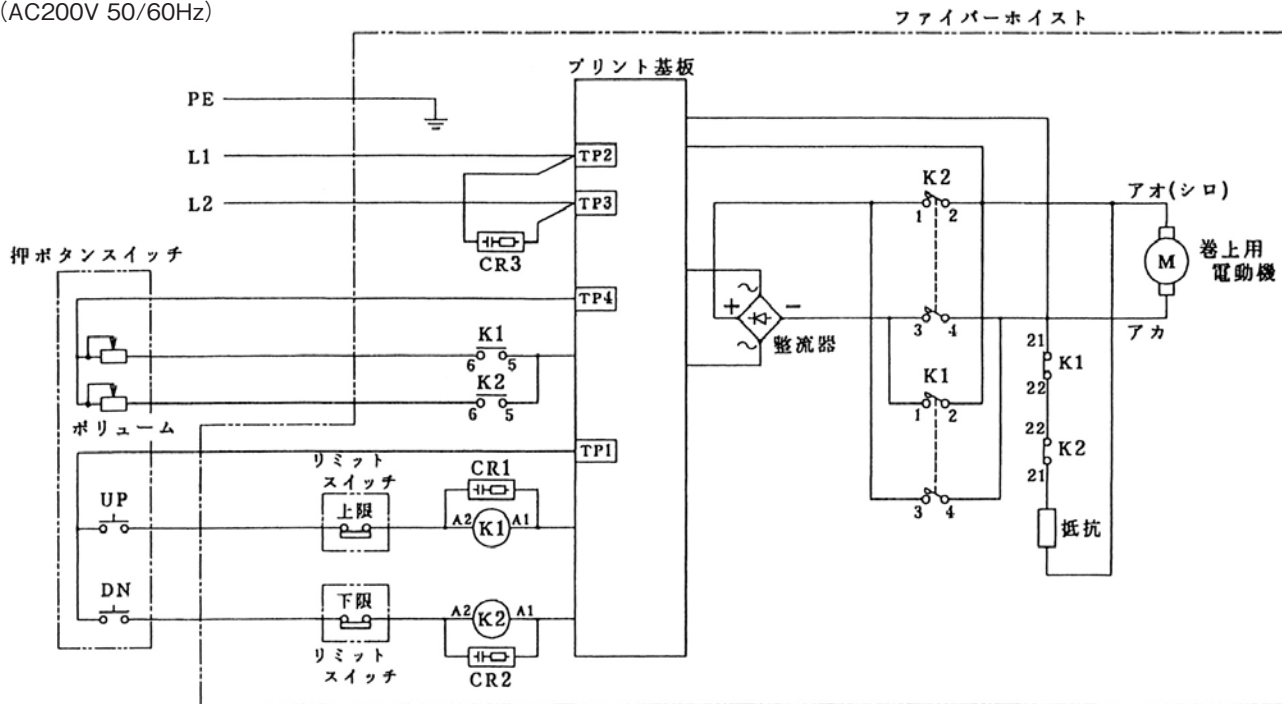 (AC200V 50/60Hz)
ファイバーホイスト
プリント基板
PE
L1
TP2
L2
TP3
CR3
押ボタンスイッチ
TP4
K1
6 5
K2
6 5
ボリューム
TP1
リミット
スイッチ
上限
CR1
UP
A2 K1 A1
DN
下限
A2 K2 A1
リミット
スイッチ
CR2
+
-
整流器
K2
1 2
3 4
K1
1 2
3 4
アオ(シロ)
M
巻上用
電動機
アカ
21
K1
22
22
K2
21
抵抗